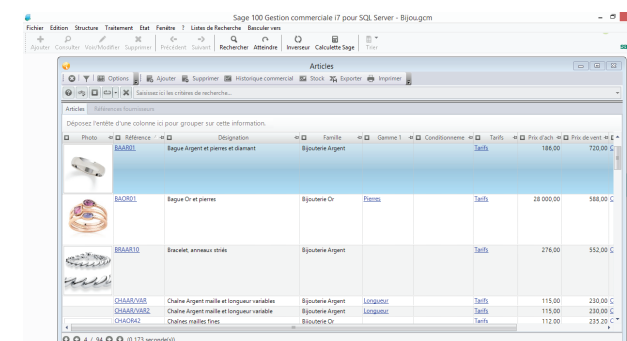 Sage 100 Gestion commerciale i7 pour SQL Server - Bijou.gcm
Fichier Edition Structure Traitement Etat Fenêtre ? Listes de Recherche Basculer vers
Ajouter Consulter Voir/Modifier Supprimer Précédent Suivant Rechercher Atteindre Inverseur Calculette Sage Trier
Articles
Options Ajouter Supprimer Historique commercial Stock Exporter Imprimer
Saisissez ici les critères de recherche...
Articles Références fournisseurs
Déposez l'entête d'une colonne ici pour grouper sur cette information.
Photo Référence Désignation Famille Gamme 1 Conditionneme Tarifs Prix d'ach Prix de vent
BAAR01 Bague Argent et pierres et diamant Bijouterie Argent Tarifs 186,00 720,00 C
BAOR01 Bague Or et pierres Bijouterie Or Pierres Tarifs 28 000,00 588,00 C
BRAAR10 Bracelet, anneaux striés Bijouterie Argent Tarifs 276,00 552,00 C
CHAAR/VAR Chaîne Argent maille et longueur variables Bijouterie Argent Longueur Tarifs 115,00 230,00 C
CHAAR/VAR2 Chaîne Argent maille et longueur variable Bijouterie Argent Longueur Tarifs 115,00 230,00 C
CHAOR42 Chaînes mailles fines Bijouterie Or Tarifs 112,00 235,20 C
4 / 94 (0,173 seconde(s))